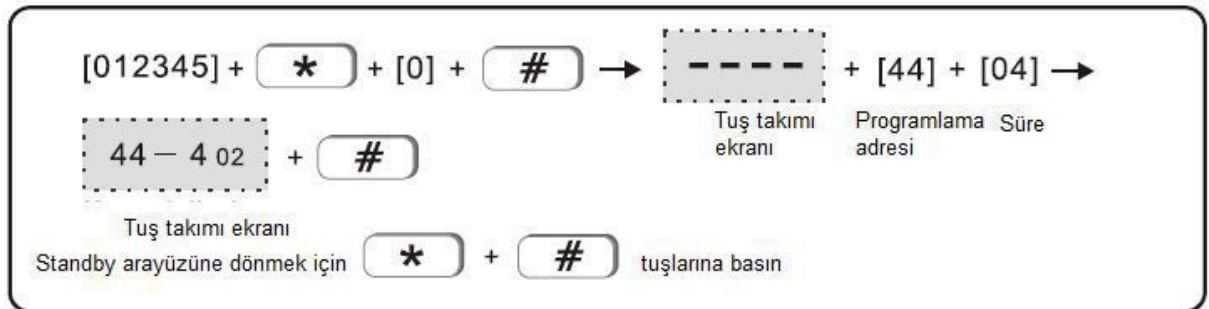 [012345] + * + [0] + # → ---- + [44] + [04] →
Tuş takımı ekranı Programlama adresi Süre
44 — 4 02 + #
Tuş takımı ekranı
Standby arayüzüne dönmek için * + # tuşlarına basın